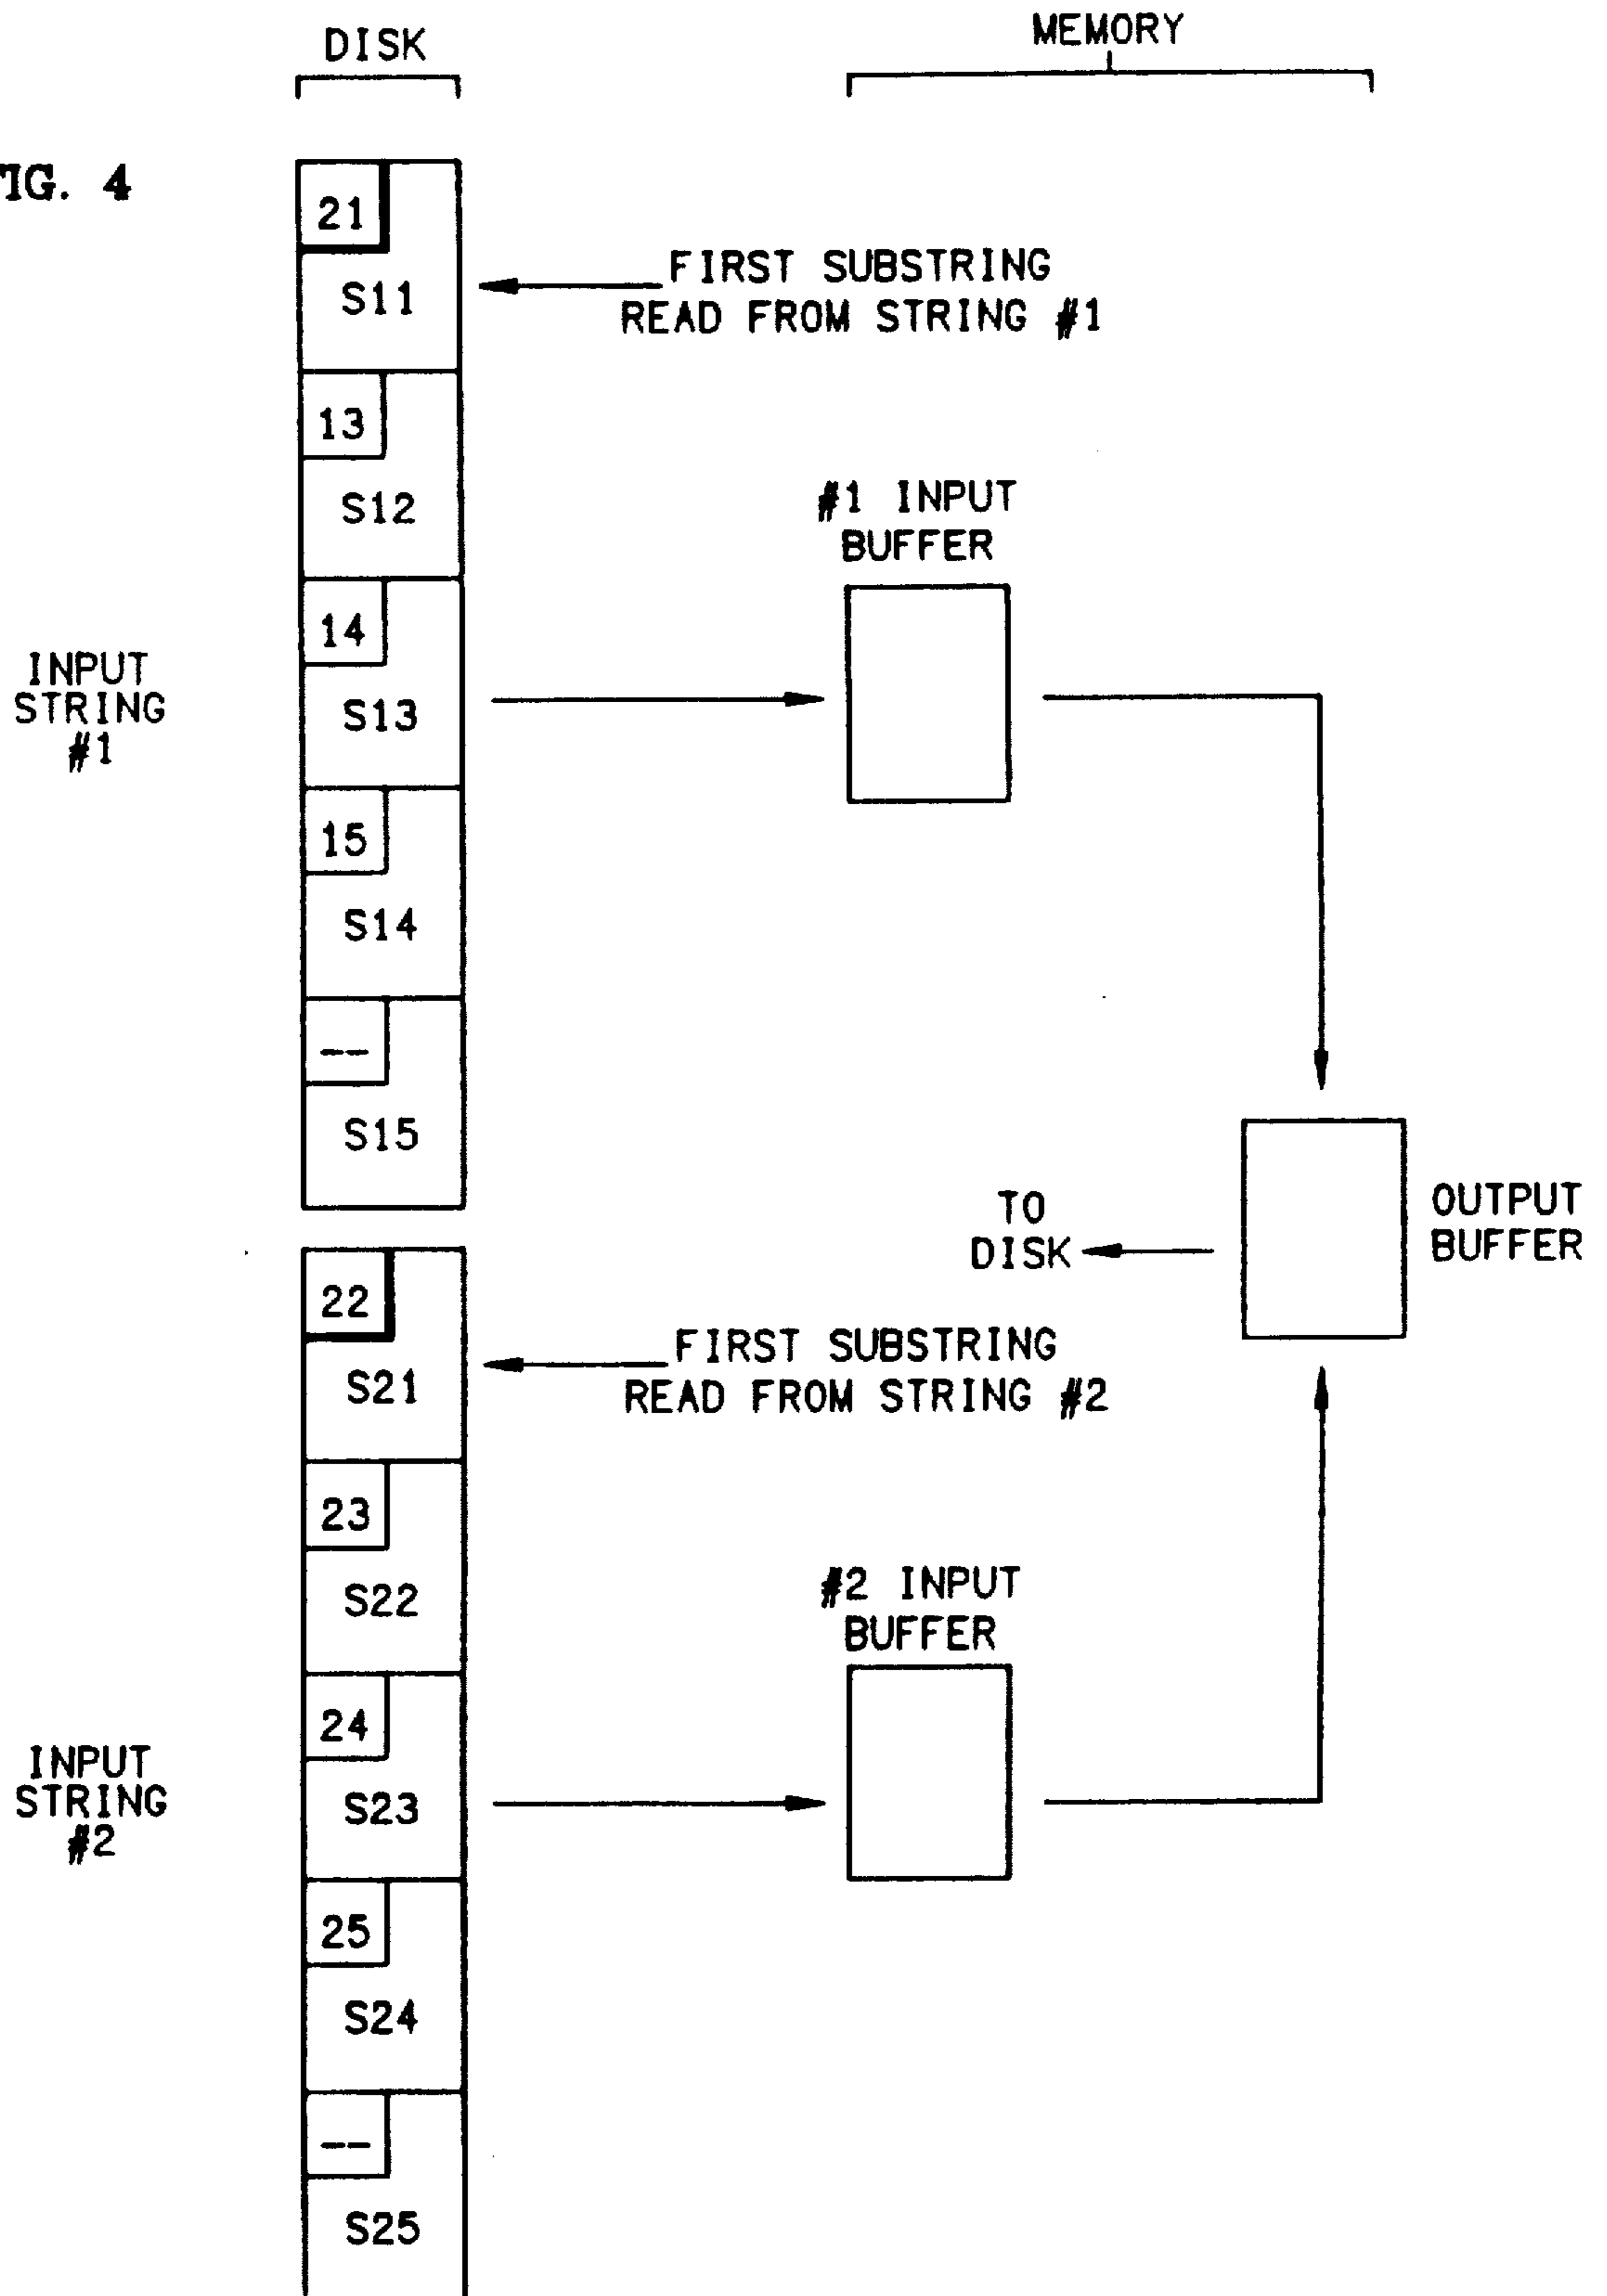 DISK
MEMORY
FIG. 4
21
S11
FIRST SUBSTRING
READ FROM STRING #1
13
S12
#1 INPUT
BUFFER
14
S13
INPUT
STRING
#1
15
S14
--
S15
TO
DISK
OUTPUT
BUFFER
22
S21
FIRST SUBSTRING
READ FROM STRING #2
23
S22
#2 INPUT
BUFFER
24
S23
INPUT
STRING
#2
25
S24
--
S25